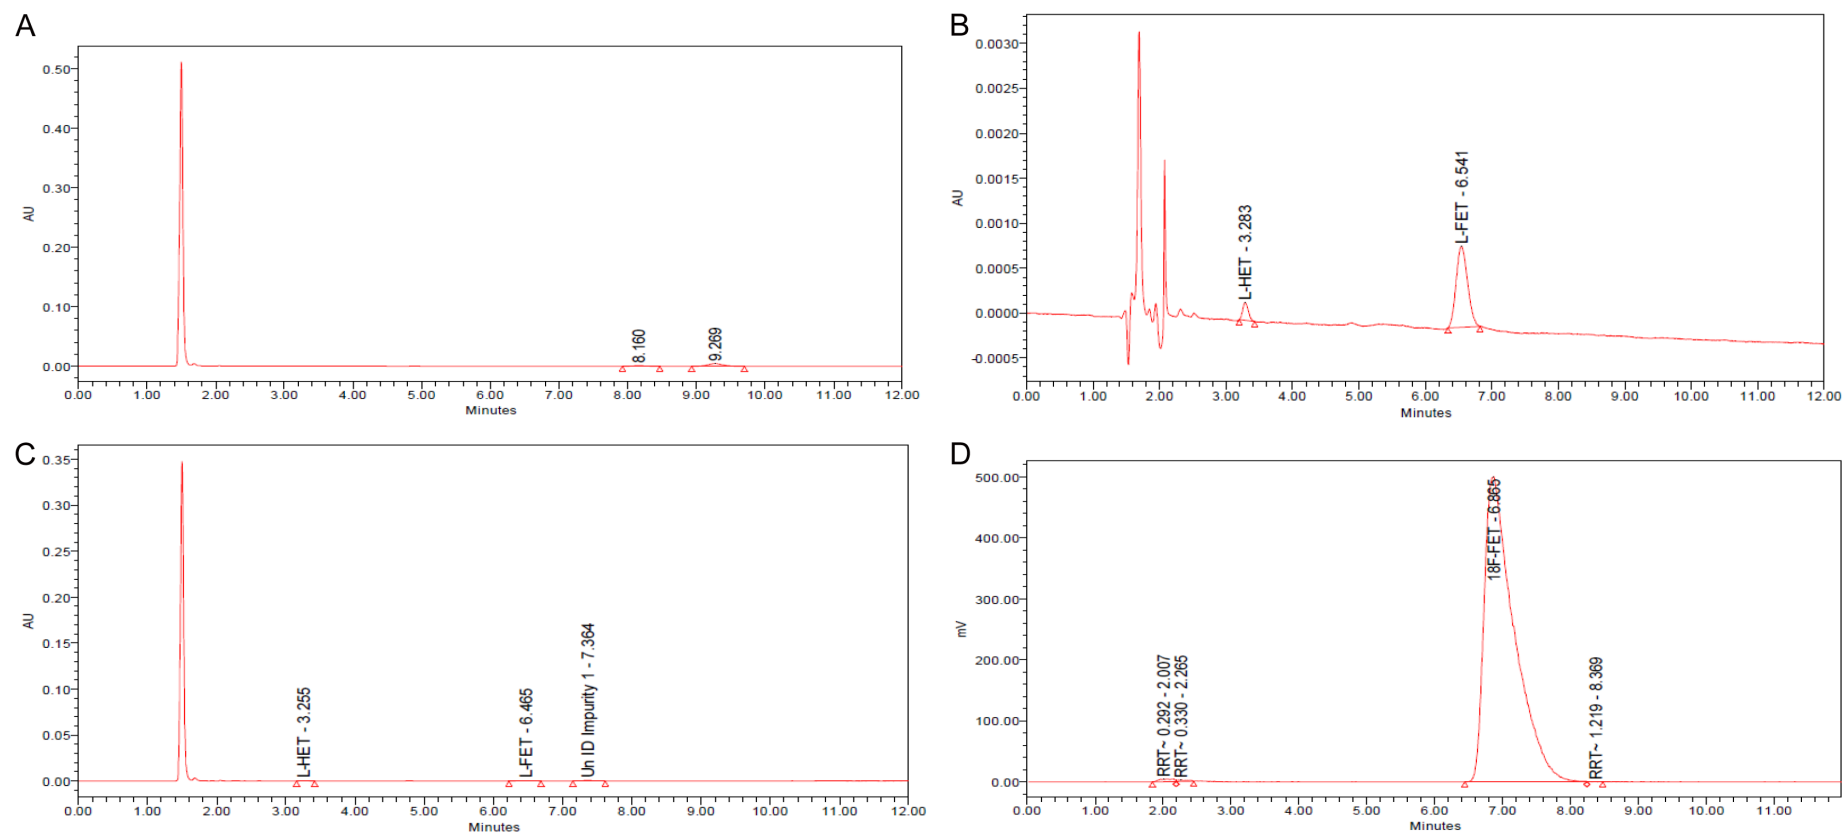 A
0.50
0.40
0.30
0.20
0.10
0.00
AU
8.160
9.269
0.00 1.00 2.00 3.00 4.00 5.00 6.00 7.00 8.00 9.00 10.00 11.00 12.00
Minutes
B
0.0030
0.0025
0.0020
0.0015
0.0010
0.0005
0.0000
-0.0005
AU
L-HET - 3.283
L-FET - 6.541
0.00 1.00 2.00 3.00 4.00 5.00 6.00 7.00 8.00 9.00 10.00 11.00 12.00
Minutes
C
0.35
0.30
0.25
0.20
0.15
0.10
0.05
0.00
AU
L-HET - 3.255
L-FET - 6.465
Un ID Impurity 1 - 7.364
0.00 1.00 2.00 3.00 4.00 5.00 6.00 7.00 8.00 9.00 10.00 11.00 12.00
Minutes
D
500.00
400.00
300.00
200.00
100.00
0.00
mV
RRT~ 0.292 - 2.007
RRT~ 0.330 - 2.265
18F-FET - 6.865
RRT~ 1.219 - 8.369
0.00 1.00 2.00 3.00 4.00 5.00 6.00 7.00 8.00 9.00 10.00 11.00
Minutes